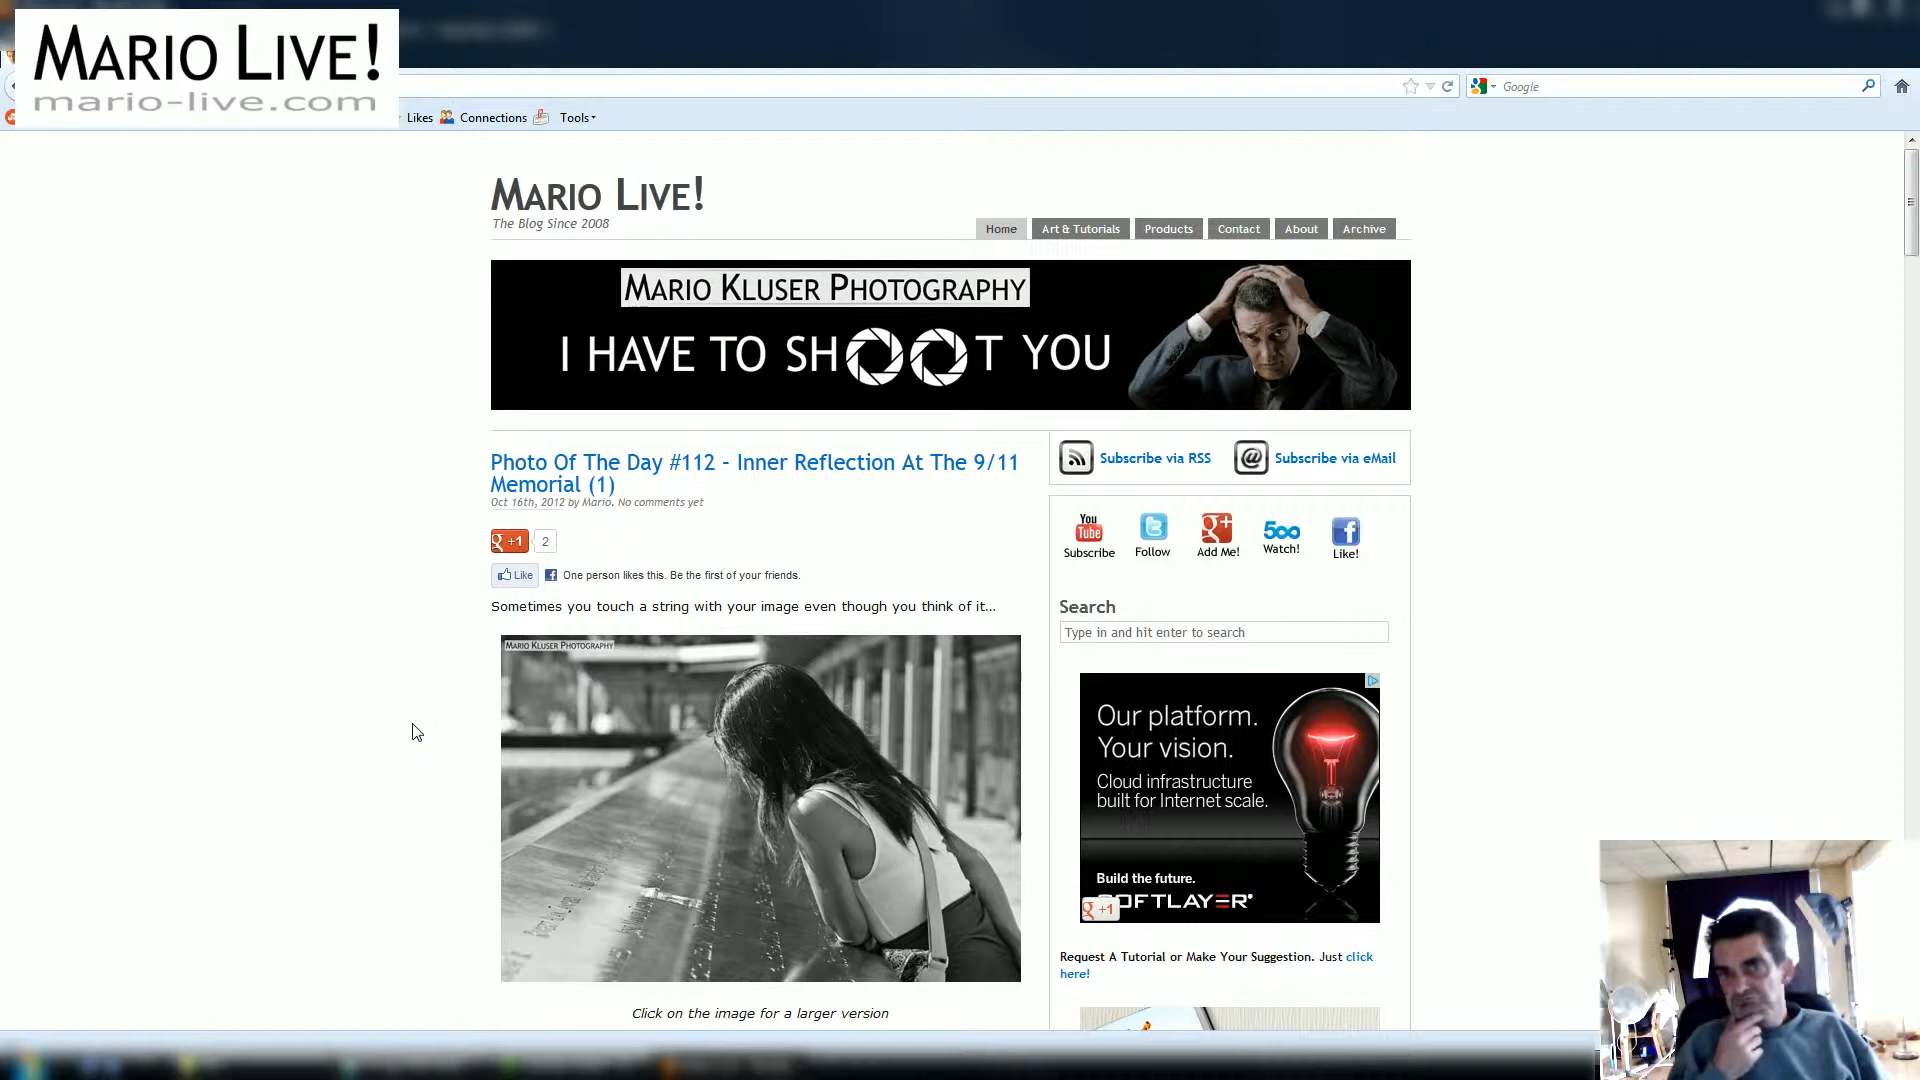 MARIO LIVE!
mario-live.com
Google
Likes Connections Tools
MARIO LIVE!
The Blog Since 2008
Home Art & Tutorials Products Contact About Archive
MARIO KLUSER PHOTOGRAPHY
I HAVE TO SHOOT YOU
Photo Of The Day #112 – Inner Reflection At The 9/11
Memorial (1)
Oct 16th, 2012 by Mario. No comments yet
g +1 2
Like One person likes this. Be the first of your friends.
Sometimes you touch a string with your image even though you think of it...
MARIO KLUSER PHOTOGRAPHY
Click on the image for a larger version
Subscribe via RSS Subscribe via eMail
You Tube 500
Subscribe Follow Add Me! Watch! Like!
Search
Type in and hit enter to search
Our platform.
Your vision.
Cloud infrastructure
built for Internet scale.
Build the future.
SOFTLAYER®
g +1
Request A Tutorial or Make Your Suggestion. Just click
here!